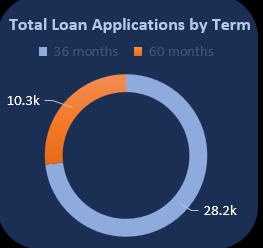 Total Loan Applications by Term
36 months 60 months
10.3k
28.2k